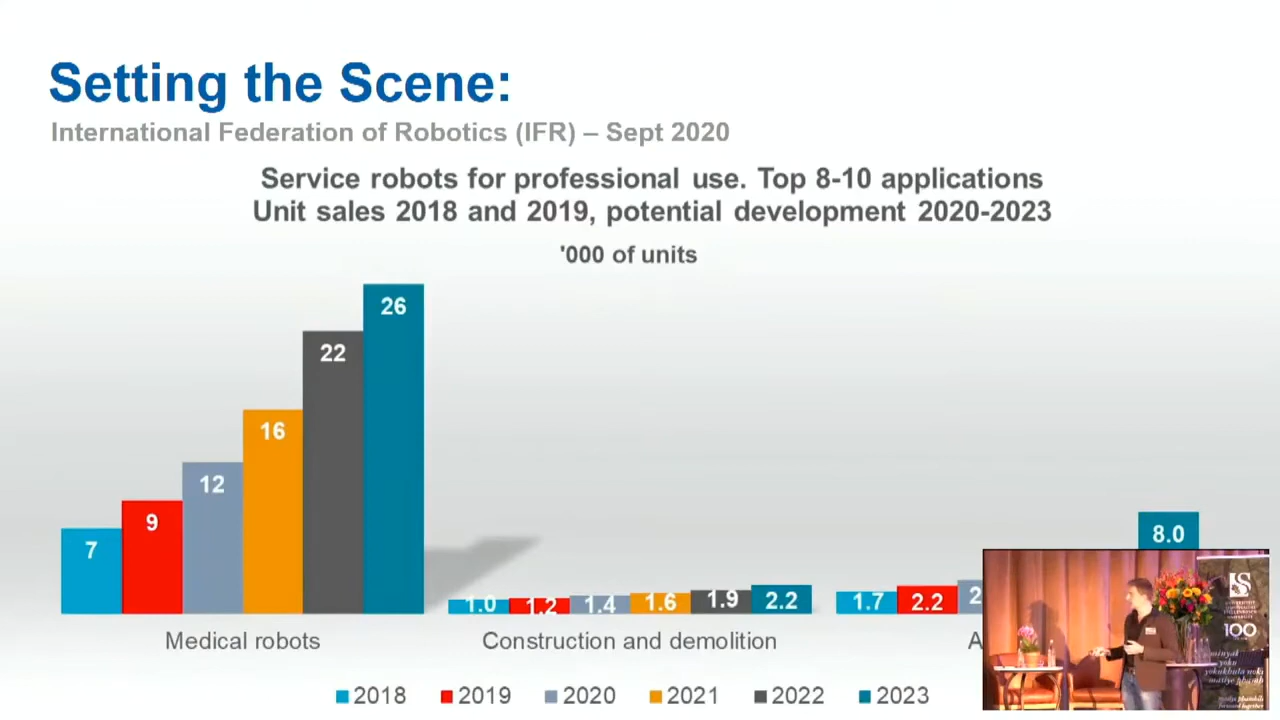 Setting the Scene:
International Federation of Robotics (IFR) – Sept 2020
Service robots for professional use. Top 8-10 applications
Unit sales 2018 and 2019, potential development 2020-2023
'000 of units
26
22
16
12
9
7
8.0
1.0 1.2 1.4 1.6 1.9 2.2
1.7 2.2 2
Medical robots
Construction and demolition
A
2018 2019 2020 2021 2022 2023
100
forward together